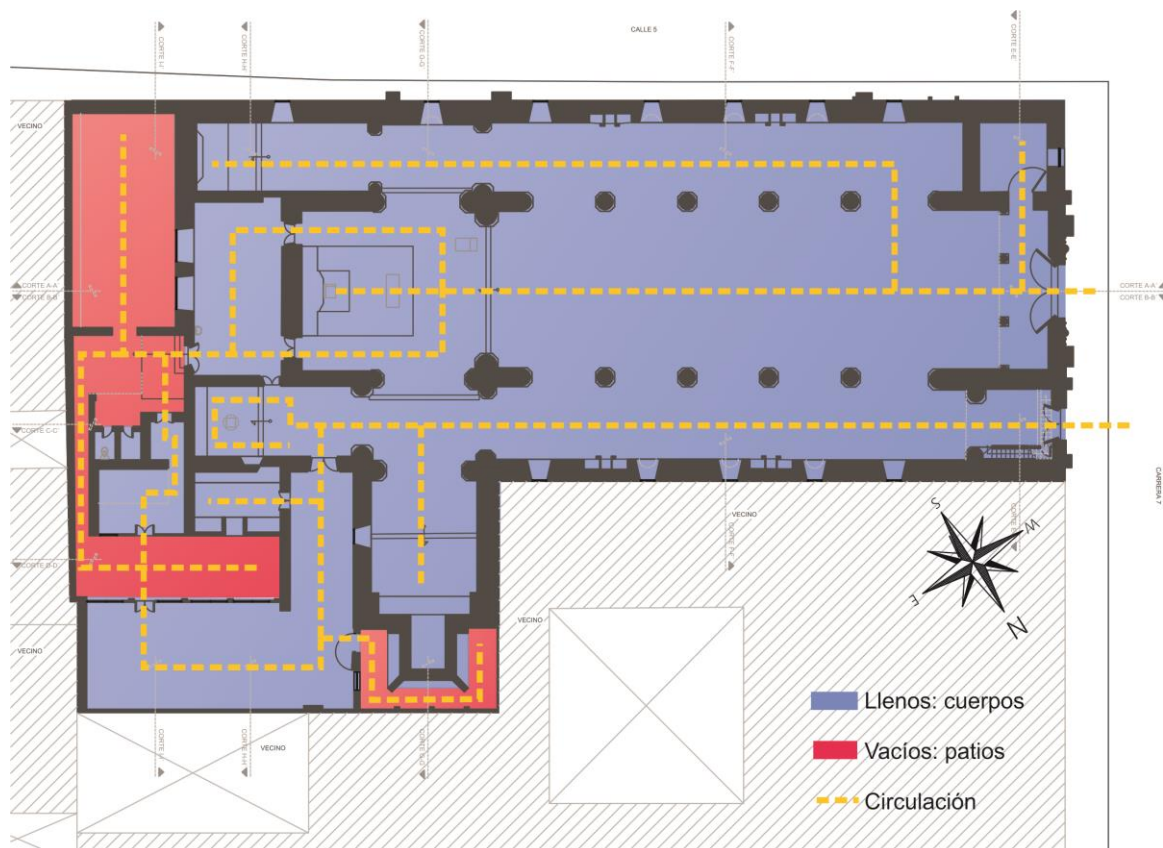 CALLE 5
CORTE I-I'
CORTE H-H'
CORTE G-G'
CORTE F-F'
CORTE E-E'
VECINO
CORTE A-A
CORTE B-B
CORTE A-A'
CORTE B-B'
CORTE C-C'
CARRERA 7
VECINO
CORTE F-F'
S
W
E
N
CORTE D-D
VECINO
VECINO
Llenos: cuerpos
VECINO
Vacíos: patios
CORTE I-I'
CORTE H-H'
CORTE G-G'
Circulación